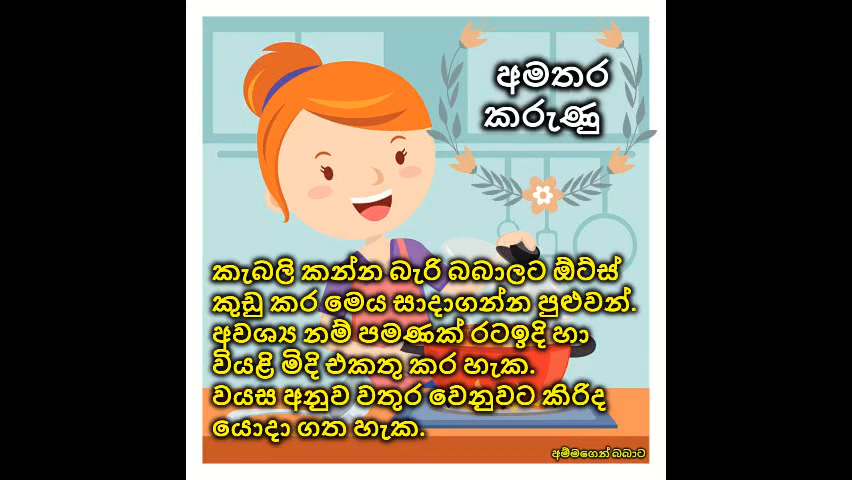 අමතර
කරුණු
කැබලි කන්න බැරි බබාලට ඕට්ස්
කුඩු කර මෙය සාදාගන්න පුළුවන්.
අවශ්‍ය නම් පමණක් රටඉදි හා
වියළි මිදි එකතු කර හැක.
වයස අනුව වතුර වෙනුවට කිරිද
යොදා ගත හැක.
අම්මගෙන් බබාට